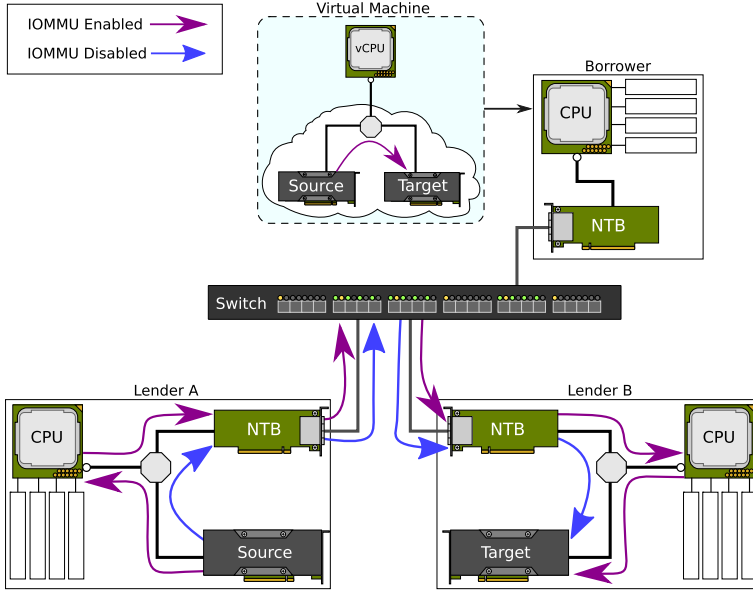 Virtual Machine
IOMMU Enabled
IOMMU Disabled
vCPU
Source
Target
Borrower
CPU
NTB
Switch
Lender A
Lender B
CPU
NTB
NTB
CPU
Source
Target